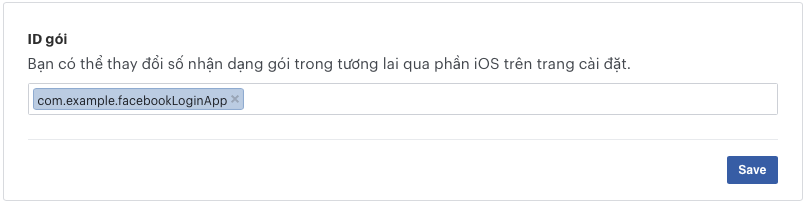 ID gói
Bạn có thể thay đổi số nhận dạng gói trong tương lai qua phần iOS trên trang cài đặt.
com.example.facebookLoginApp ×
Save